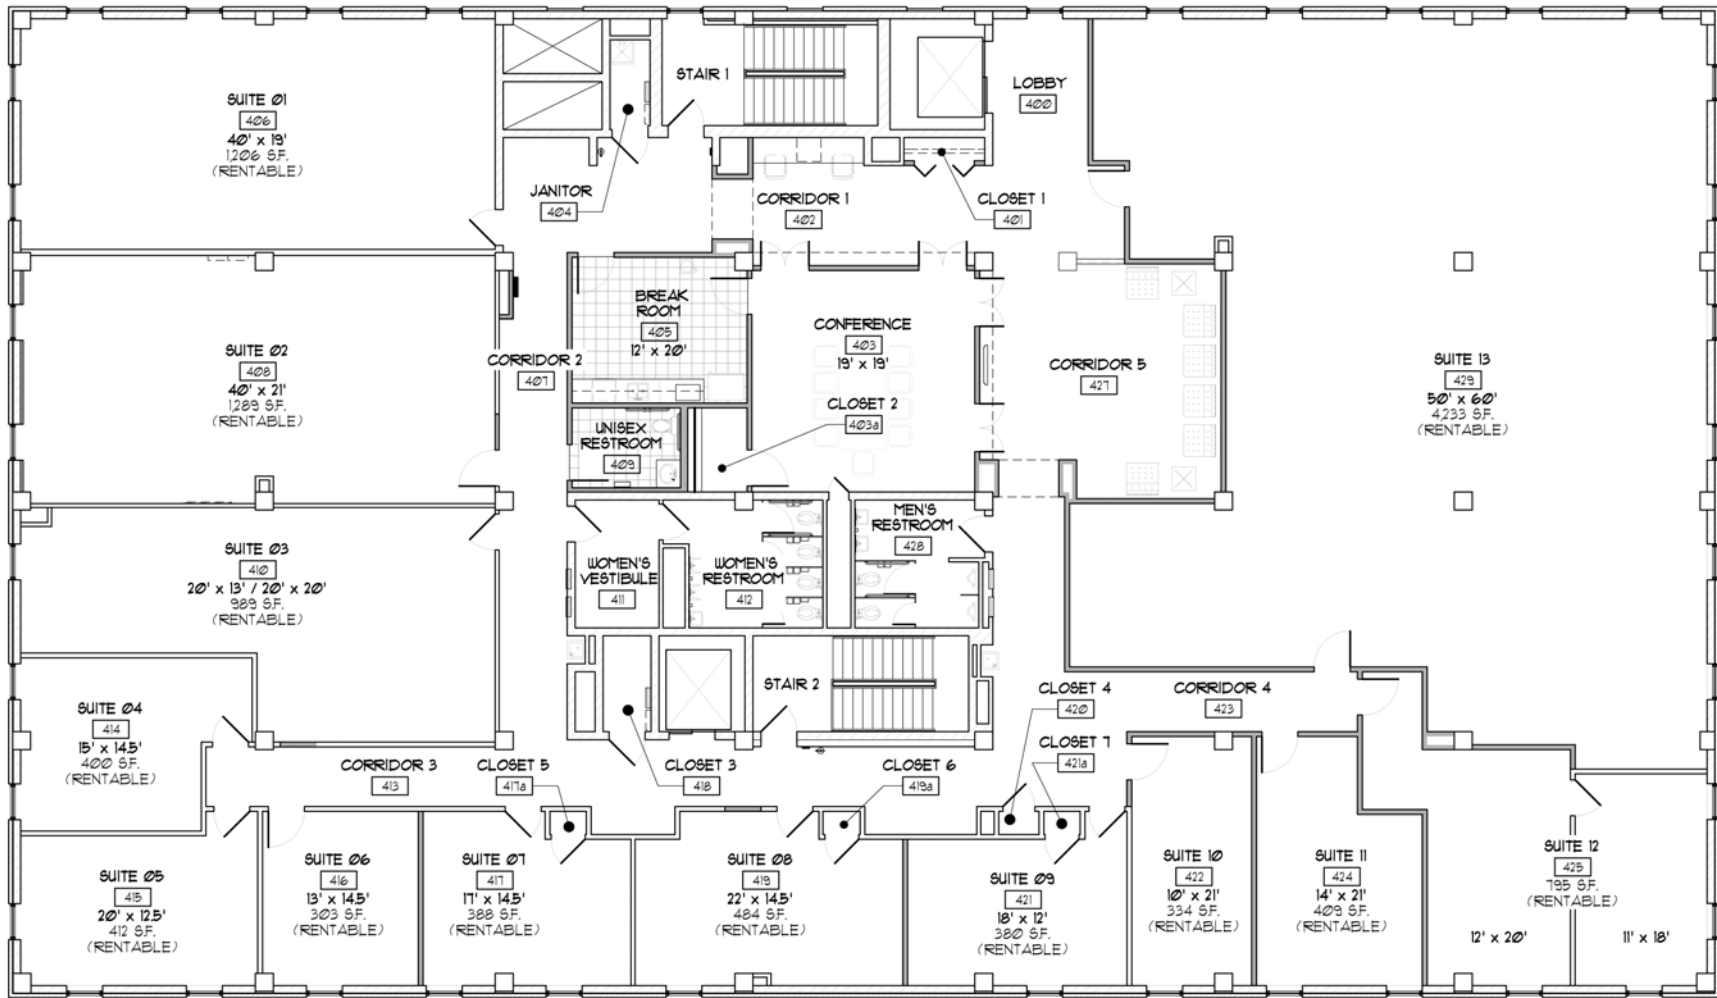 STAIR 1
LOBBY
400
SUITE 01
406
40' x 19'
1,206 S.F.
(RENTABLE)
JANITOR
404
CORRIDOR 1
402
CLOSET 1
401
SUITE 02
408
40' x 21'
1,289 S.F.
(RENTABLE)
CORRIDOR 2
407
BREAK
ROOM
405
12' x 20'
CONFERENCE
403
19' x 19'
CLOSET 2
403a
CORRIDOR 5
427
SUITE 13
429
50' x 60'
4,233 S.F.
(RENTABLE)
UNISEX
RESTROOM
409
SUITE 03
410
20' x 13' / 20' x 20'
989 S.F.
(RENTABLE)
WOMEN'S
VESTIBULE
411
WOMEN'S
RESTROOM
412
MEN'S
RESTROOM
428
STAIR 2
SUITE 04
414
15' x 14.5'
400 S.F.
(RENTABLE)
CORRIDOR 3
413
CLOSET 5
417a
CLOSET 3
418
CLOSET 6
419a
CLOSET 4
420
CLOSET 7
421a
CORRIDOR 4
423
SUITE 05
415
20' x 12.5'
412 S.F.
(RENTABLE)
SUITE 06
416
13' x 14.5'
303 S.F.
(RENTABLE)
SUITE 07
417
17' x 14.5'
388 S.F.
(RENTABLE)
SUITE 08
419
22' x 14.5'
484 S.F.
(RENTABLE)
SUITE 09
421
18' x 12'
380 S.F.
(RENTABLE)
SUITE 10
422
10' x 21'
334 S.F.
(RENTABLE)
SUITE 11
424
14' x 21'
409 S.F.
(RENTABLE)
SUITE 12
425
795 S.F.
(RENTABLE)
12' x 20'
11' x 18'